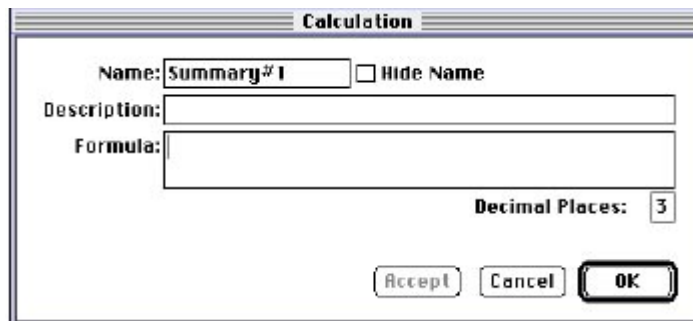 Calculation
Name: Summary#1 Hide Name
Description:
Formula:
Decimal Places: 3
Accept Cancel OK